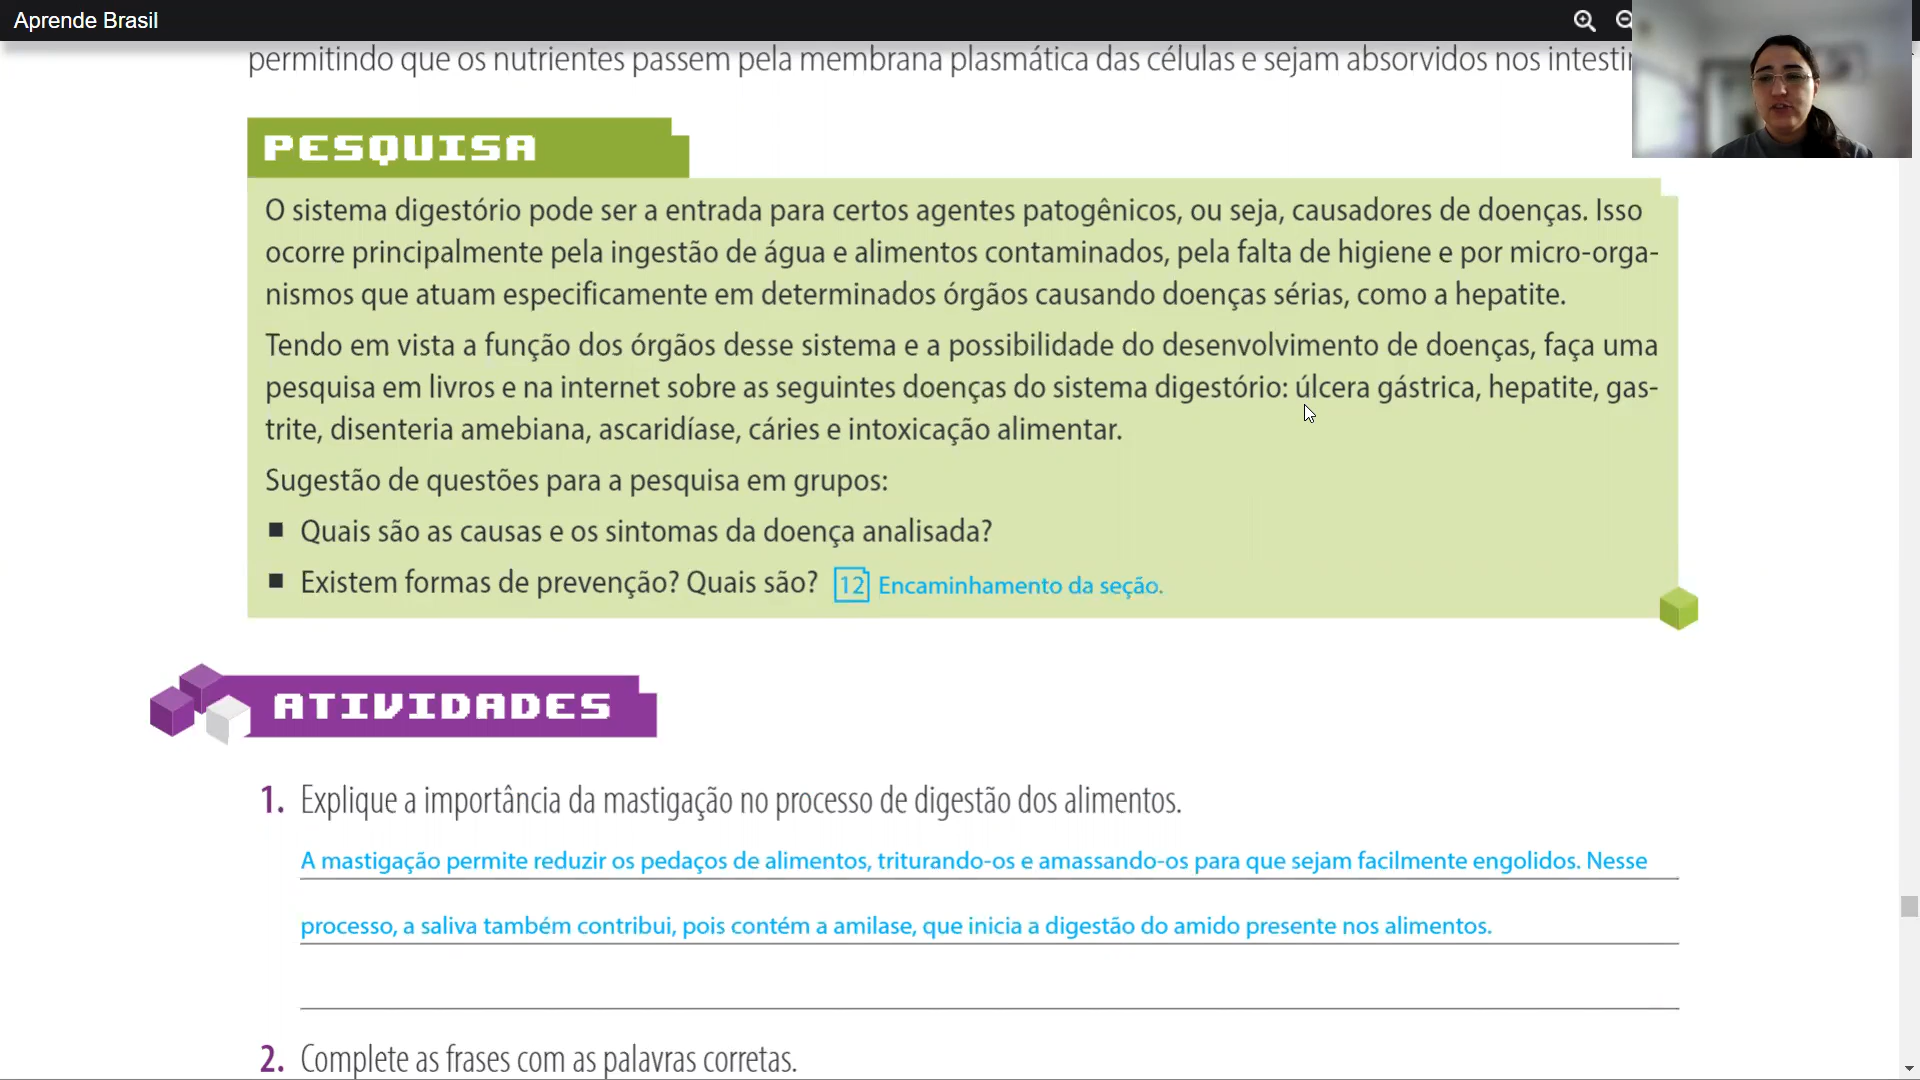 Aprende Brasil
permitindo que os nutrientes passem pela membrana plasmática das células e sejam absorvidos nos
PESQUISA
O sistema digestório pode ser a entrada para certos agentes patogênicos, ou seja, causadores de doenças. Isso
ocorre principalmente pela ingestão de água e alimentos contaminados, pela falta de higiene e por micro-orga-
nismos que atuam especificamente em determinados órgãos causando doenças sérias, como a hepatite.
Tendo em vista a função dos órgãos desse sistema e a possibilidade do desenvolvimento de doenças, faça uma
pesquisa em livros e na internet sobre as seguintes doenças do sistema digestório: úlcera gástrica, hepatite, gas-
trite, disenteria amebiana, ascaridíase, cáries e intoxicação alimentar.
Sugestão de questões para a pesquisa em grupos:
■ Quais são as causas e os sintomas da doença analisada?
■ Existem formas de prevenção? Quais são? 12 Encaminhamento da seção.
ATIVIDADES
1. Explique a importância da mastigação no processo de digestão dos alimentos.
A mastigação permite reduzir os pedaços de alimentos, triturando-os e amassando-os para que sejam facilmente engolidos. Nesse
processo, a saliva também contribui, pois contém a amilase, que inicia a digestão do amido presente nos alimentos.
2. Complete as frases com as palavras corretas.